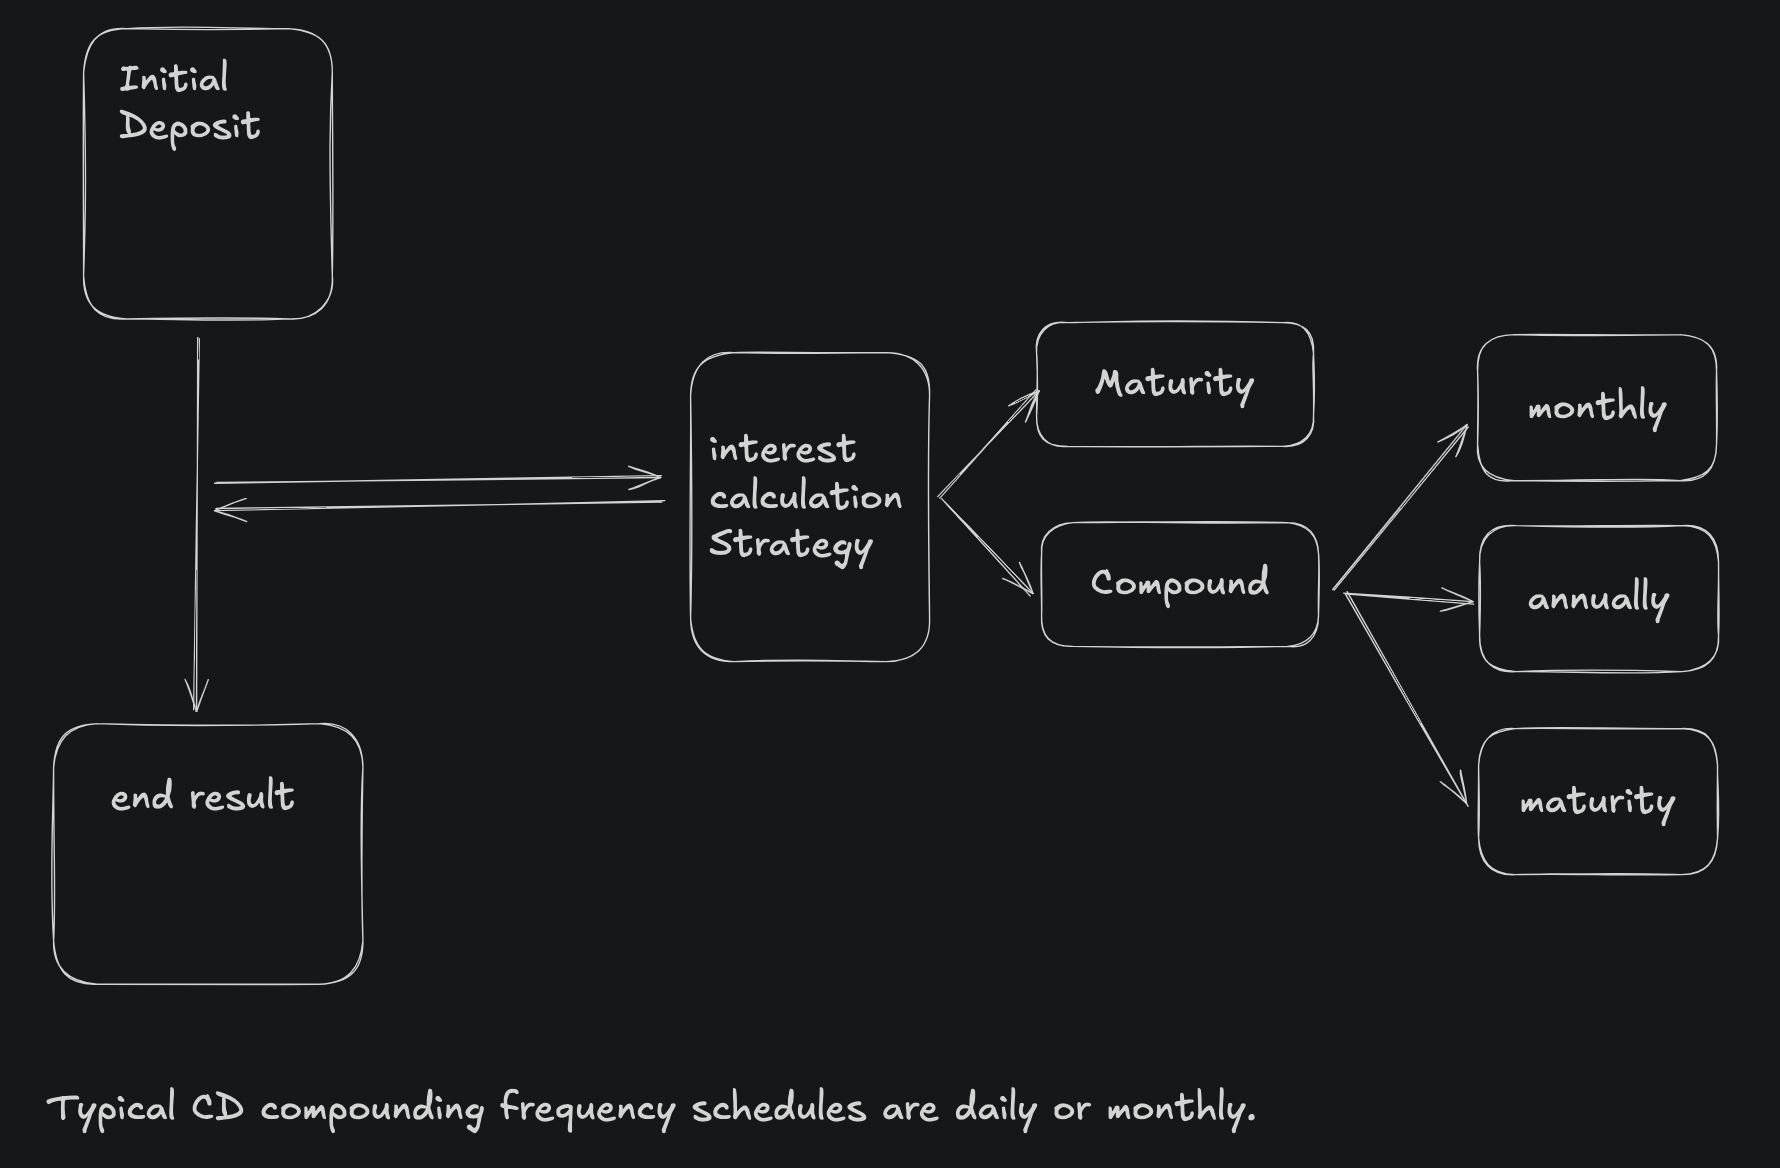 Initial
Deposit
interest
calculation
Strategy
Maturity
Compound
monthly
annually
maturity
end result
Typical CD compounding frequency schedules are daily or monthly.